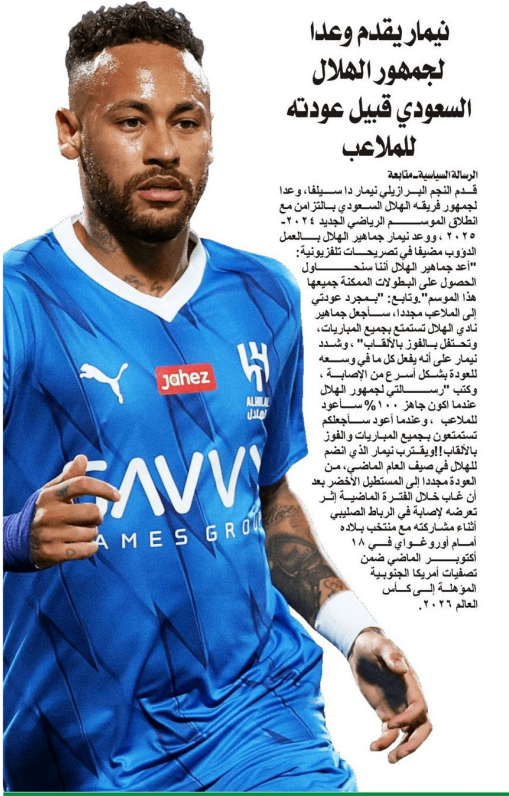 نيمار يقدم وعدا
لجمهور الهلال
السعودي قبيل عودته
للملاعب
الرسالة السياسية-متابعة
قدم النجم البرازيلي نيمار دا سيلفا، وعدا
لجمهور فريقه الهلال السعودي بالتزامن مع
انطلاق الموسم الرياضي الجديد ٢٠٢٤-
٢٠٢٥ ، ووعد نيمار جماهير الهلال بالعمل
الدؤوب مضيفا في تصريحات تلفزيونية:
"أعد جماهير الهلال أننا سنحاول
الحصول على البطولات الممكنة جميعها
هذا الموسم".وتابع: "بمجرد عودتي
إلى الملاعب مجددا، سأجعل جماهير
نادي الهلال تستمتع بجميع المباريات،
وتحتفل بالفوز بالألقاب" ، وشدد
نيمار على أنه يفعل كل ما في وسعه
للعودة بشكل أسرع من الإصابة ،
وكتب "رسالتي لجمهور الهلال
عندما اكون جاهز ١٠٠% سأعود
للملاعب ، وعندما أعود سأجعلكم
تستمتعون بجميع المباريات والفوز
بالألقاب!!ويقترب نيمار الذي انضم
للهلال في صيف العام الماضي، من
العودة مجددا إلى المستطيل الأخضر بعد
أن غاب خلال الفترة الماضية إثر
تعرضه لإصابة في الرباط الصليبي
أثناء مشاركته مع منتخب بلاده
أمام أوروغواي في ١٨
أكتوبر الماضي ضمن
تصفيات أمريكا الجنوبية
المؤهلة إلى كأس
العالم ٢٠٢٦.
jahez
ALHILAL
الهلال
SAVVY
GAMES GRO